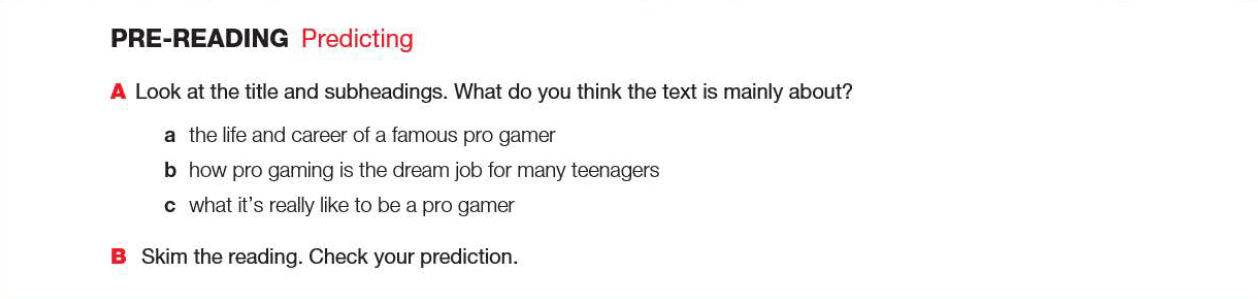 PRE-READING Predicting
A Look at the title and subheadings. What do you think the text is mainly about?
a the life and career of a famous pro gamer
b how pro gaming is the dream job for many teenagers
c what it's really like to be a pro gamer
B Skim the reading. Check your prediction.